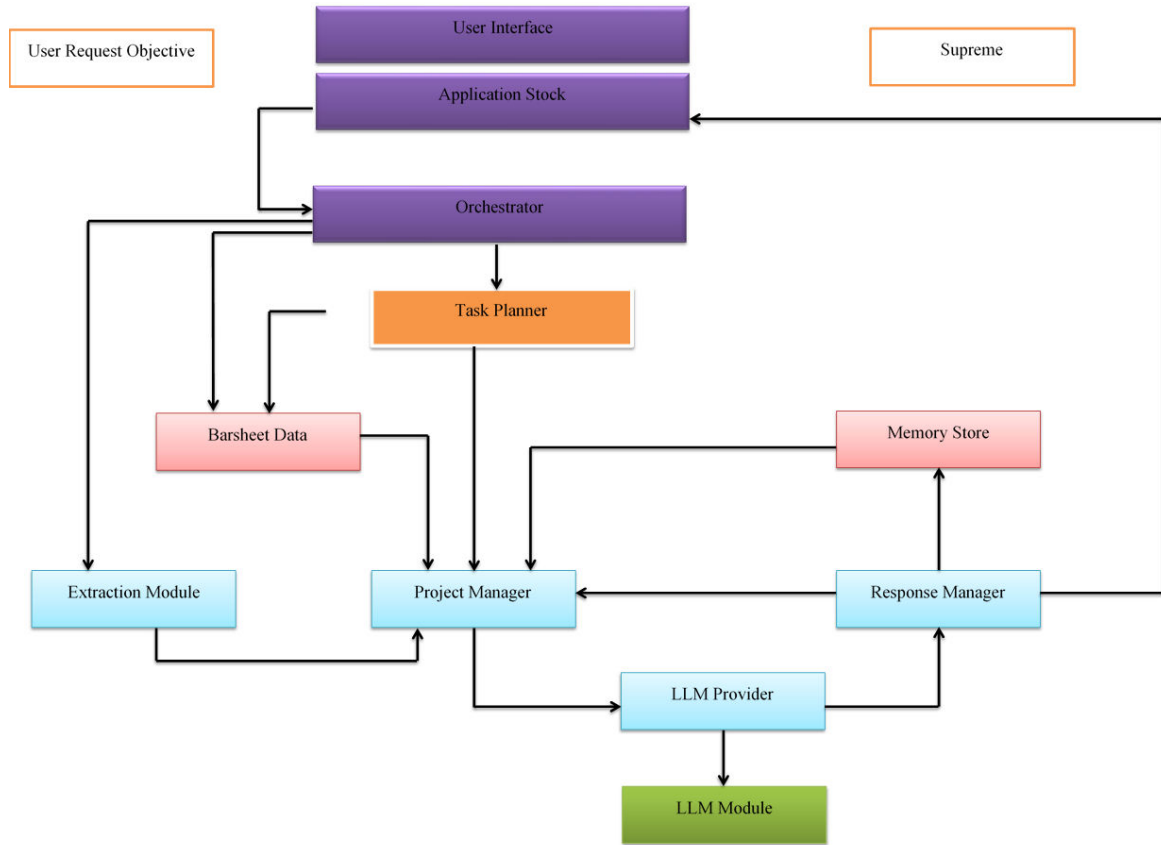 User Interface
User Request Objective
Supreme
Application Stock
Orchestrator
Task Planner
Barsheet Data
Memory Store
Extraction Module
Project Manager
Response Manager
LLM Provider
LLM Module